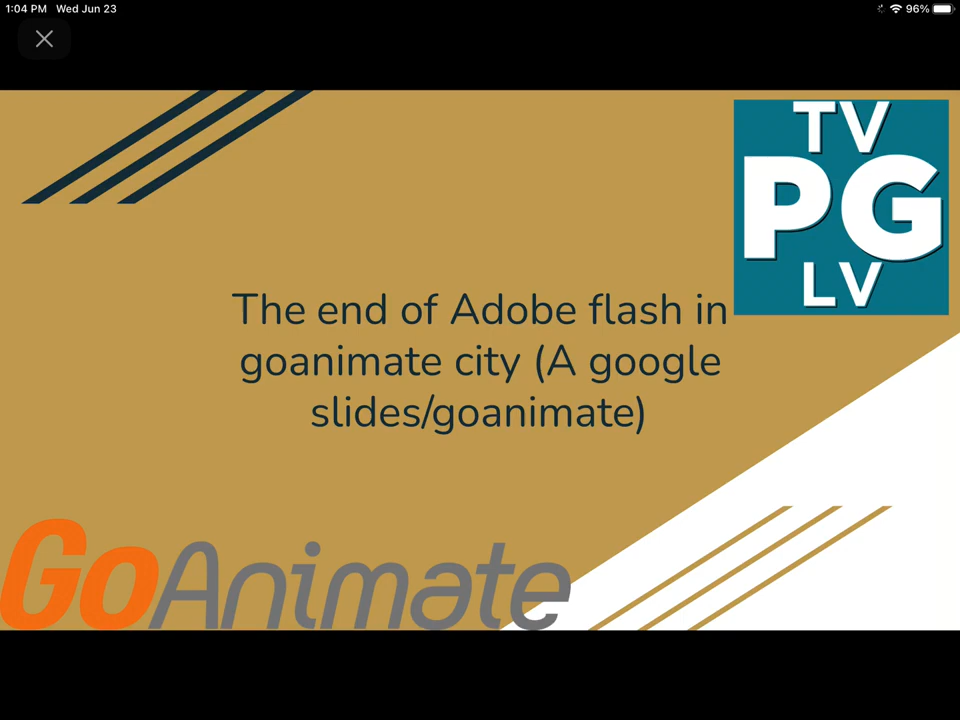 1:04 PM Wed Jun 23
96%
TV
PG
LV
The end of Adobe flash in
goanimate city (A google
slides/goanimate)
GoAnimate